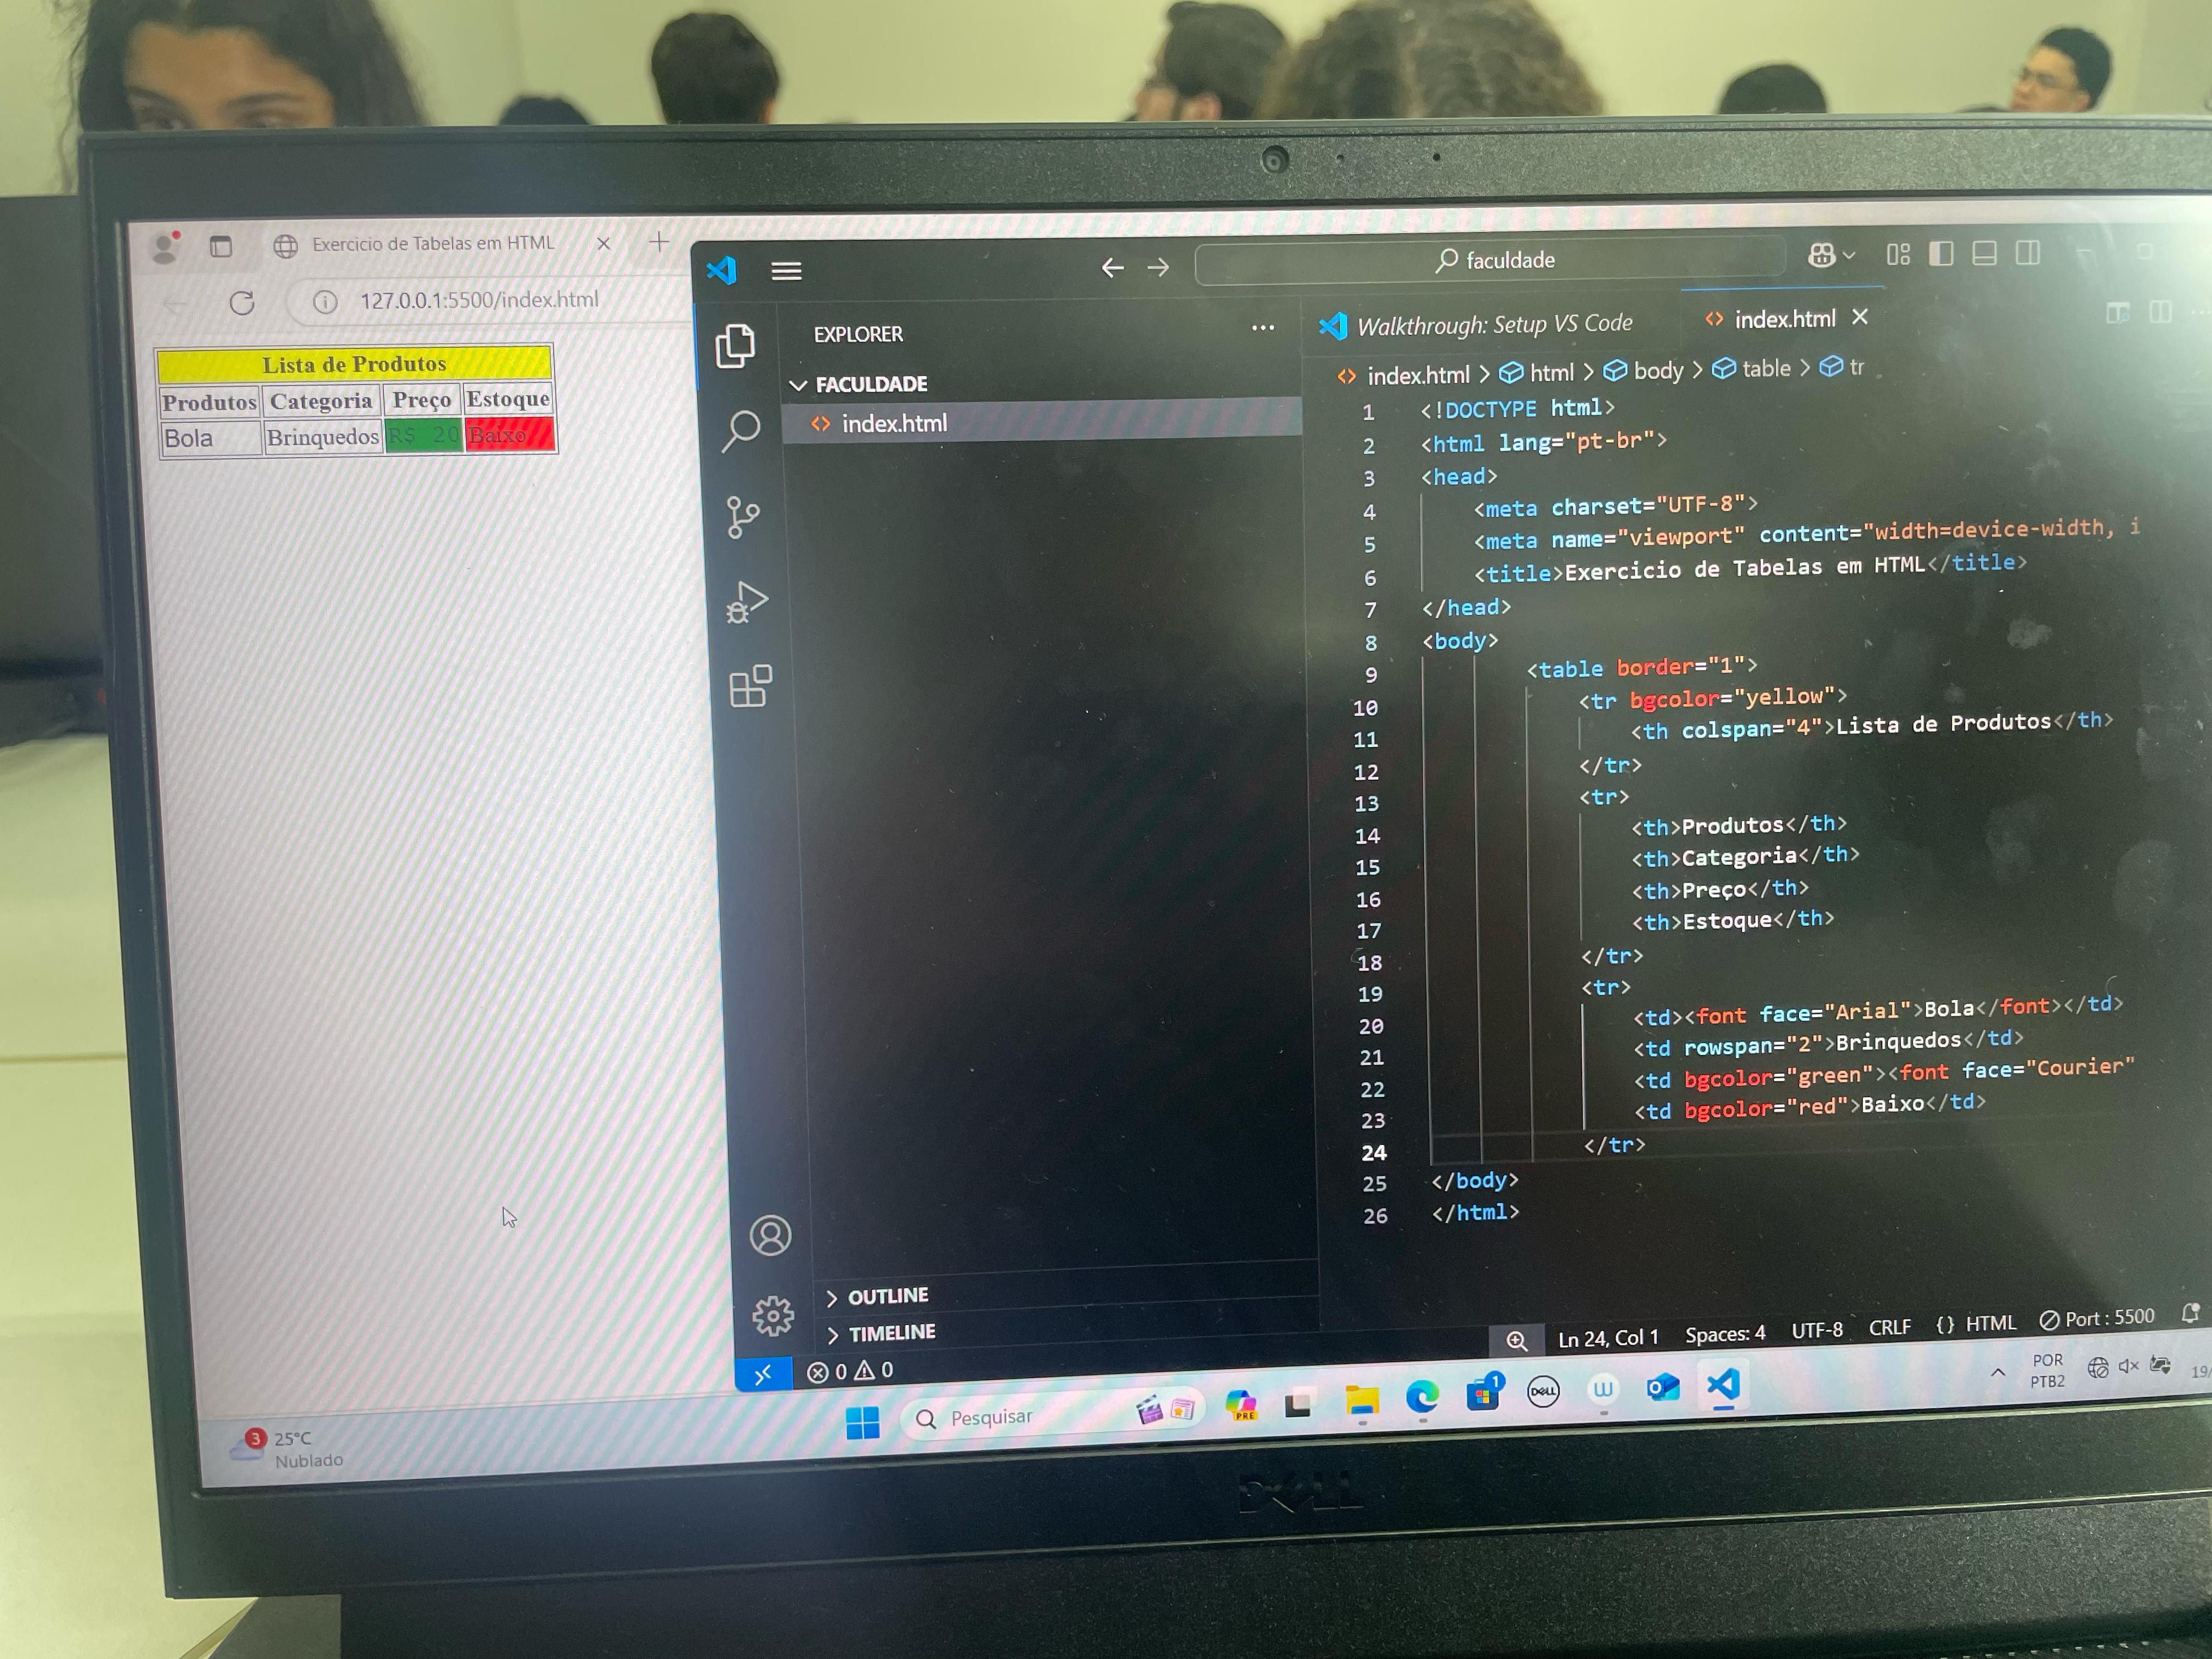 Exercicio de Tabelas em HTML
127.0.0.1:5500/index.html
Lista de Produtos
Produtos Categoria Preço Estoque
Bola Brinquedos R$ 20 Baixo
faculdade
EXPLORER
FACULDADE
index.html
Walkthrough: Setup VS Code
index.html
index.html > html > body > table > tr
1 <!DOCTYPE html>
2 <html lang="pt-br">
3 <head>
4 <meta charset="UTF-8">
5 <meta name="viewport" content="width=device-width, i
6 <title>Exercicio de Tabelas em HTML</title>
7 </head>
8 <body>
9 <table border="1">
10 <tr bgcolor="yellow">
11 <th colspan="4">Lista de Produtos</th>
12 </tr>
13 <tr>
14 <th>Produtos</th>
15 <th>Categoria</th>
16 <th>Preço</th>
17 <th>Estoque</th>
18 </tr>
19 <tr>
20 <td><font face="Arial">Bola</font></td>
21 <td rowspan="2">Brinquedos</td>
22 <td bgcolor="green"><font face="Courier"
23 <td bgcolor="red">Baixo</td>
24 </tr>
25 </body>
26 </html>
OUTLINE
TIMELINE
0 0
Ln 24, Col 1 Spaces: 4 UTF-8 CRLF {} HTML Port : 5500
3
25°C
Nublado
Pesquisar
PRE
1
DELL
W
POR
PTB2
19/
DELL